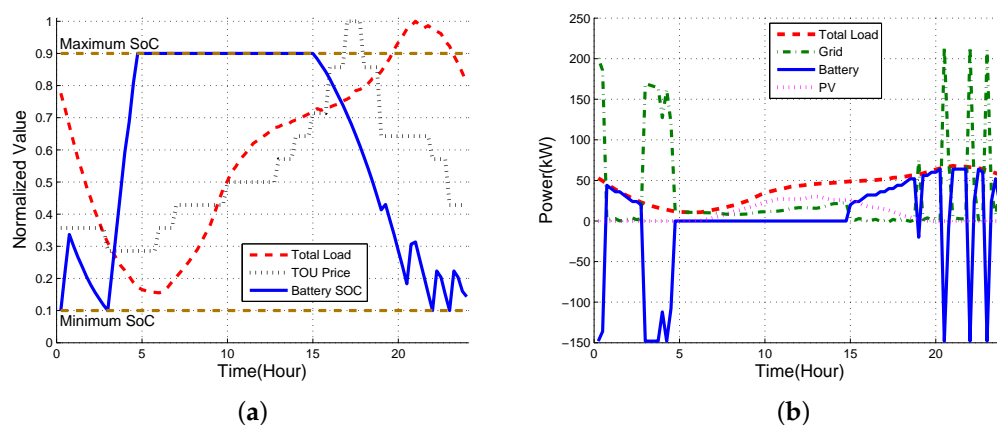 1
0.9
0.8
0.7
0.6
0.5
0.4
0.3
0.2
0.1
0
Normalized Value
Maximum SoC
Minimum SoC
Total Load
TOU Price
Battery SOC
0
5
10
15
20
Time(Hour)
(a)
250
200
150
100
50
0
−50
−100
−150
Power(kW)
Total Load
Grid
Battery
PV
0
5
10
15
20
Time(Hour)
(b)